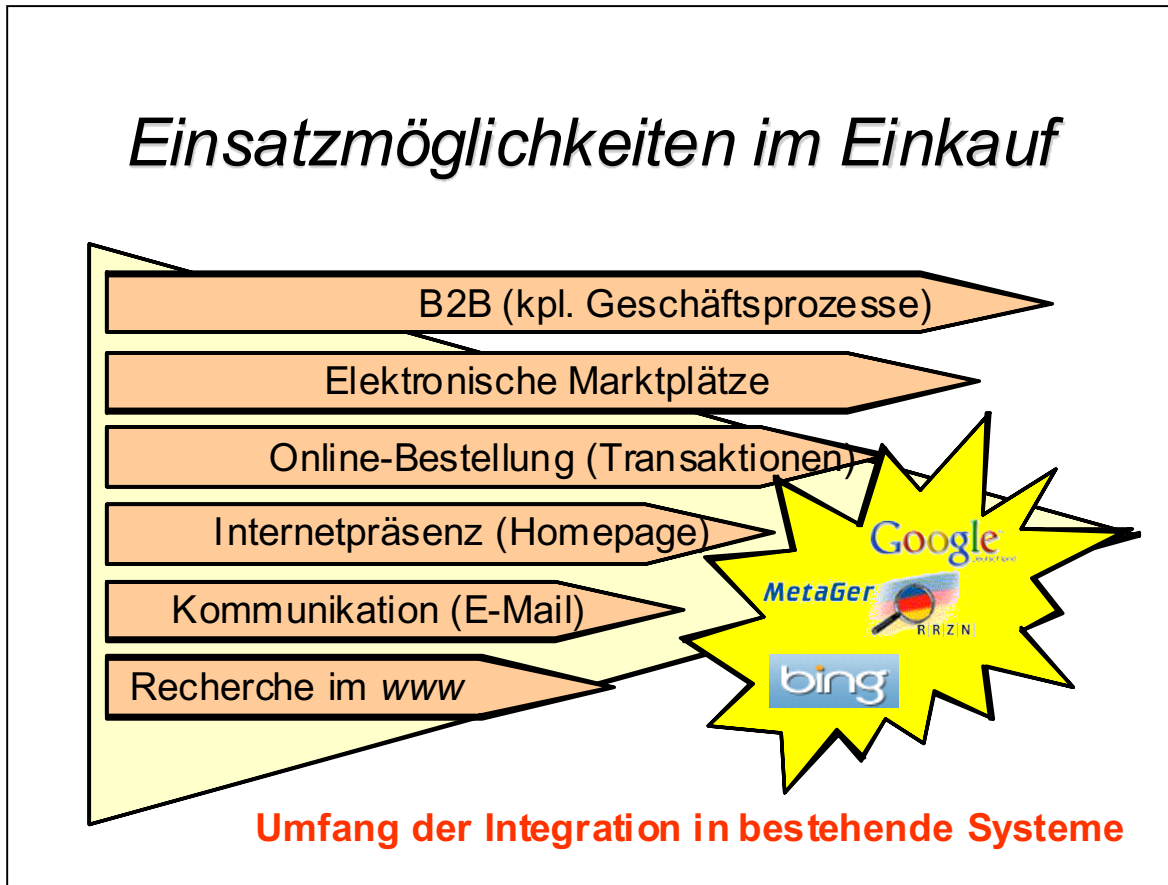 Einsatzmöglichkeiten im Einkauf
B2B (kpl. Geschäftsprozesse)
Elektronische Marktplätze
Online-Bestellung (Transaktionen)
Internetpräsenz (Homepage)
Kommunikation (E-Mail)
Recherche im www
Google
Deutschland
MetaGer
R|R|Z|N|
bing
Umfang der Integration in bestehende Systeme